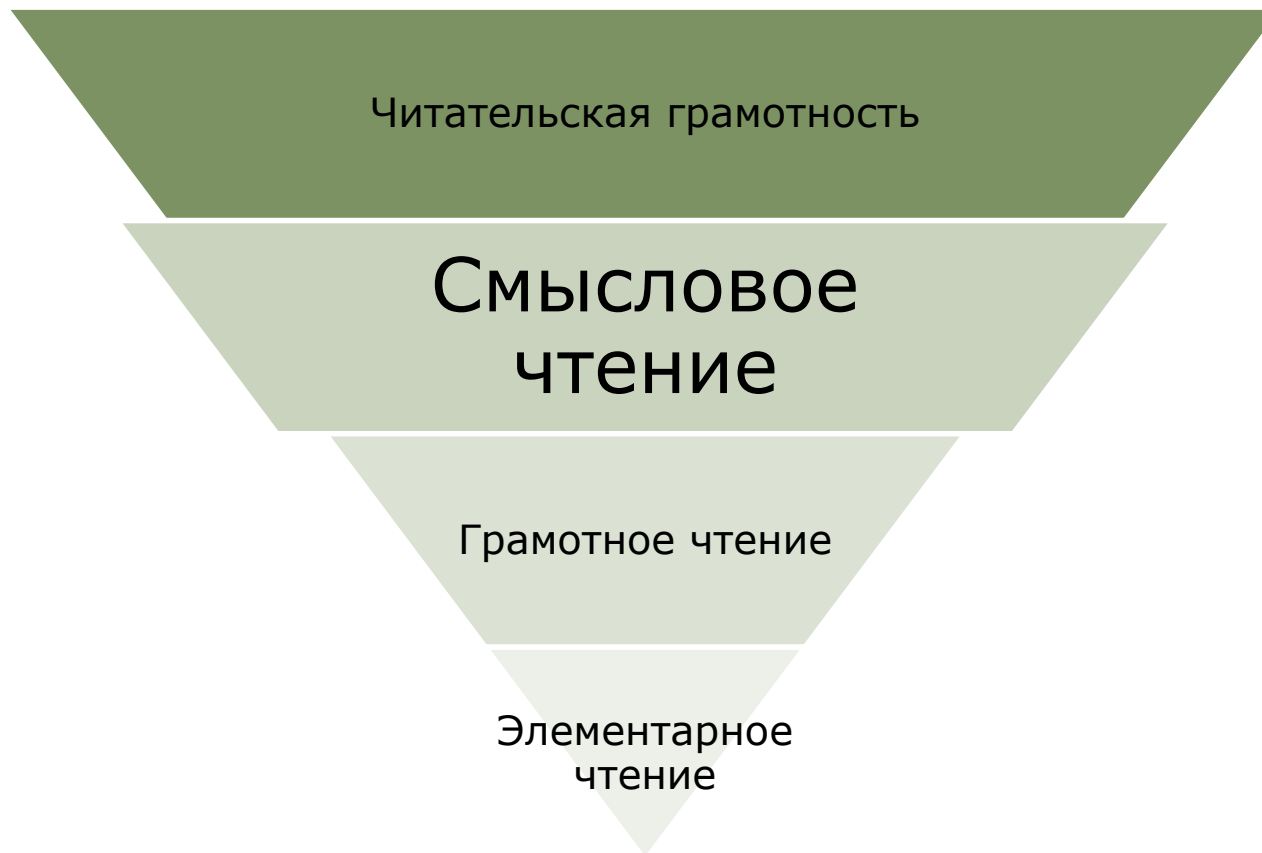 Читательская грамотность
Смысловое
чтение
Грамотное чтение
Элементарное
чтение